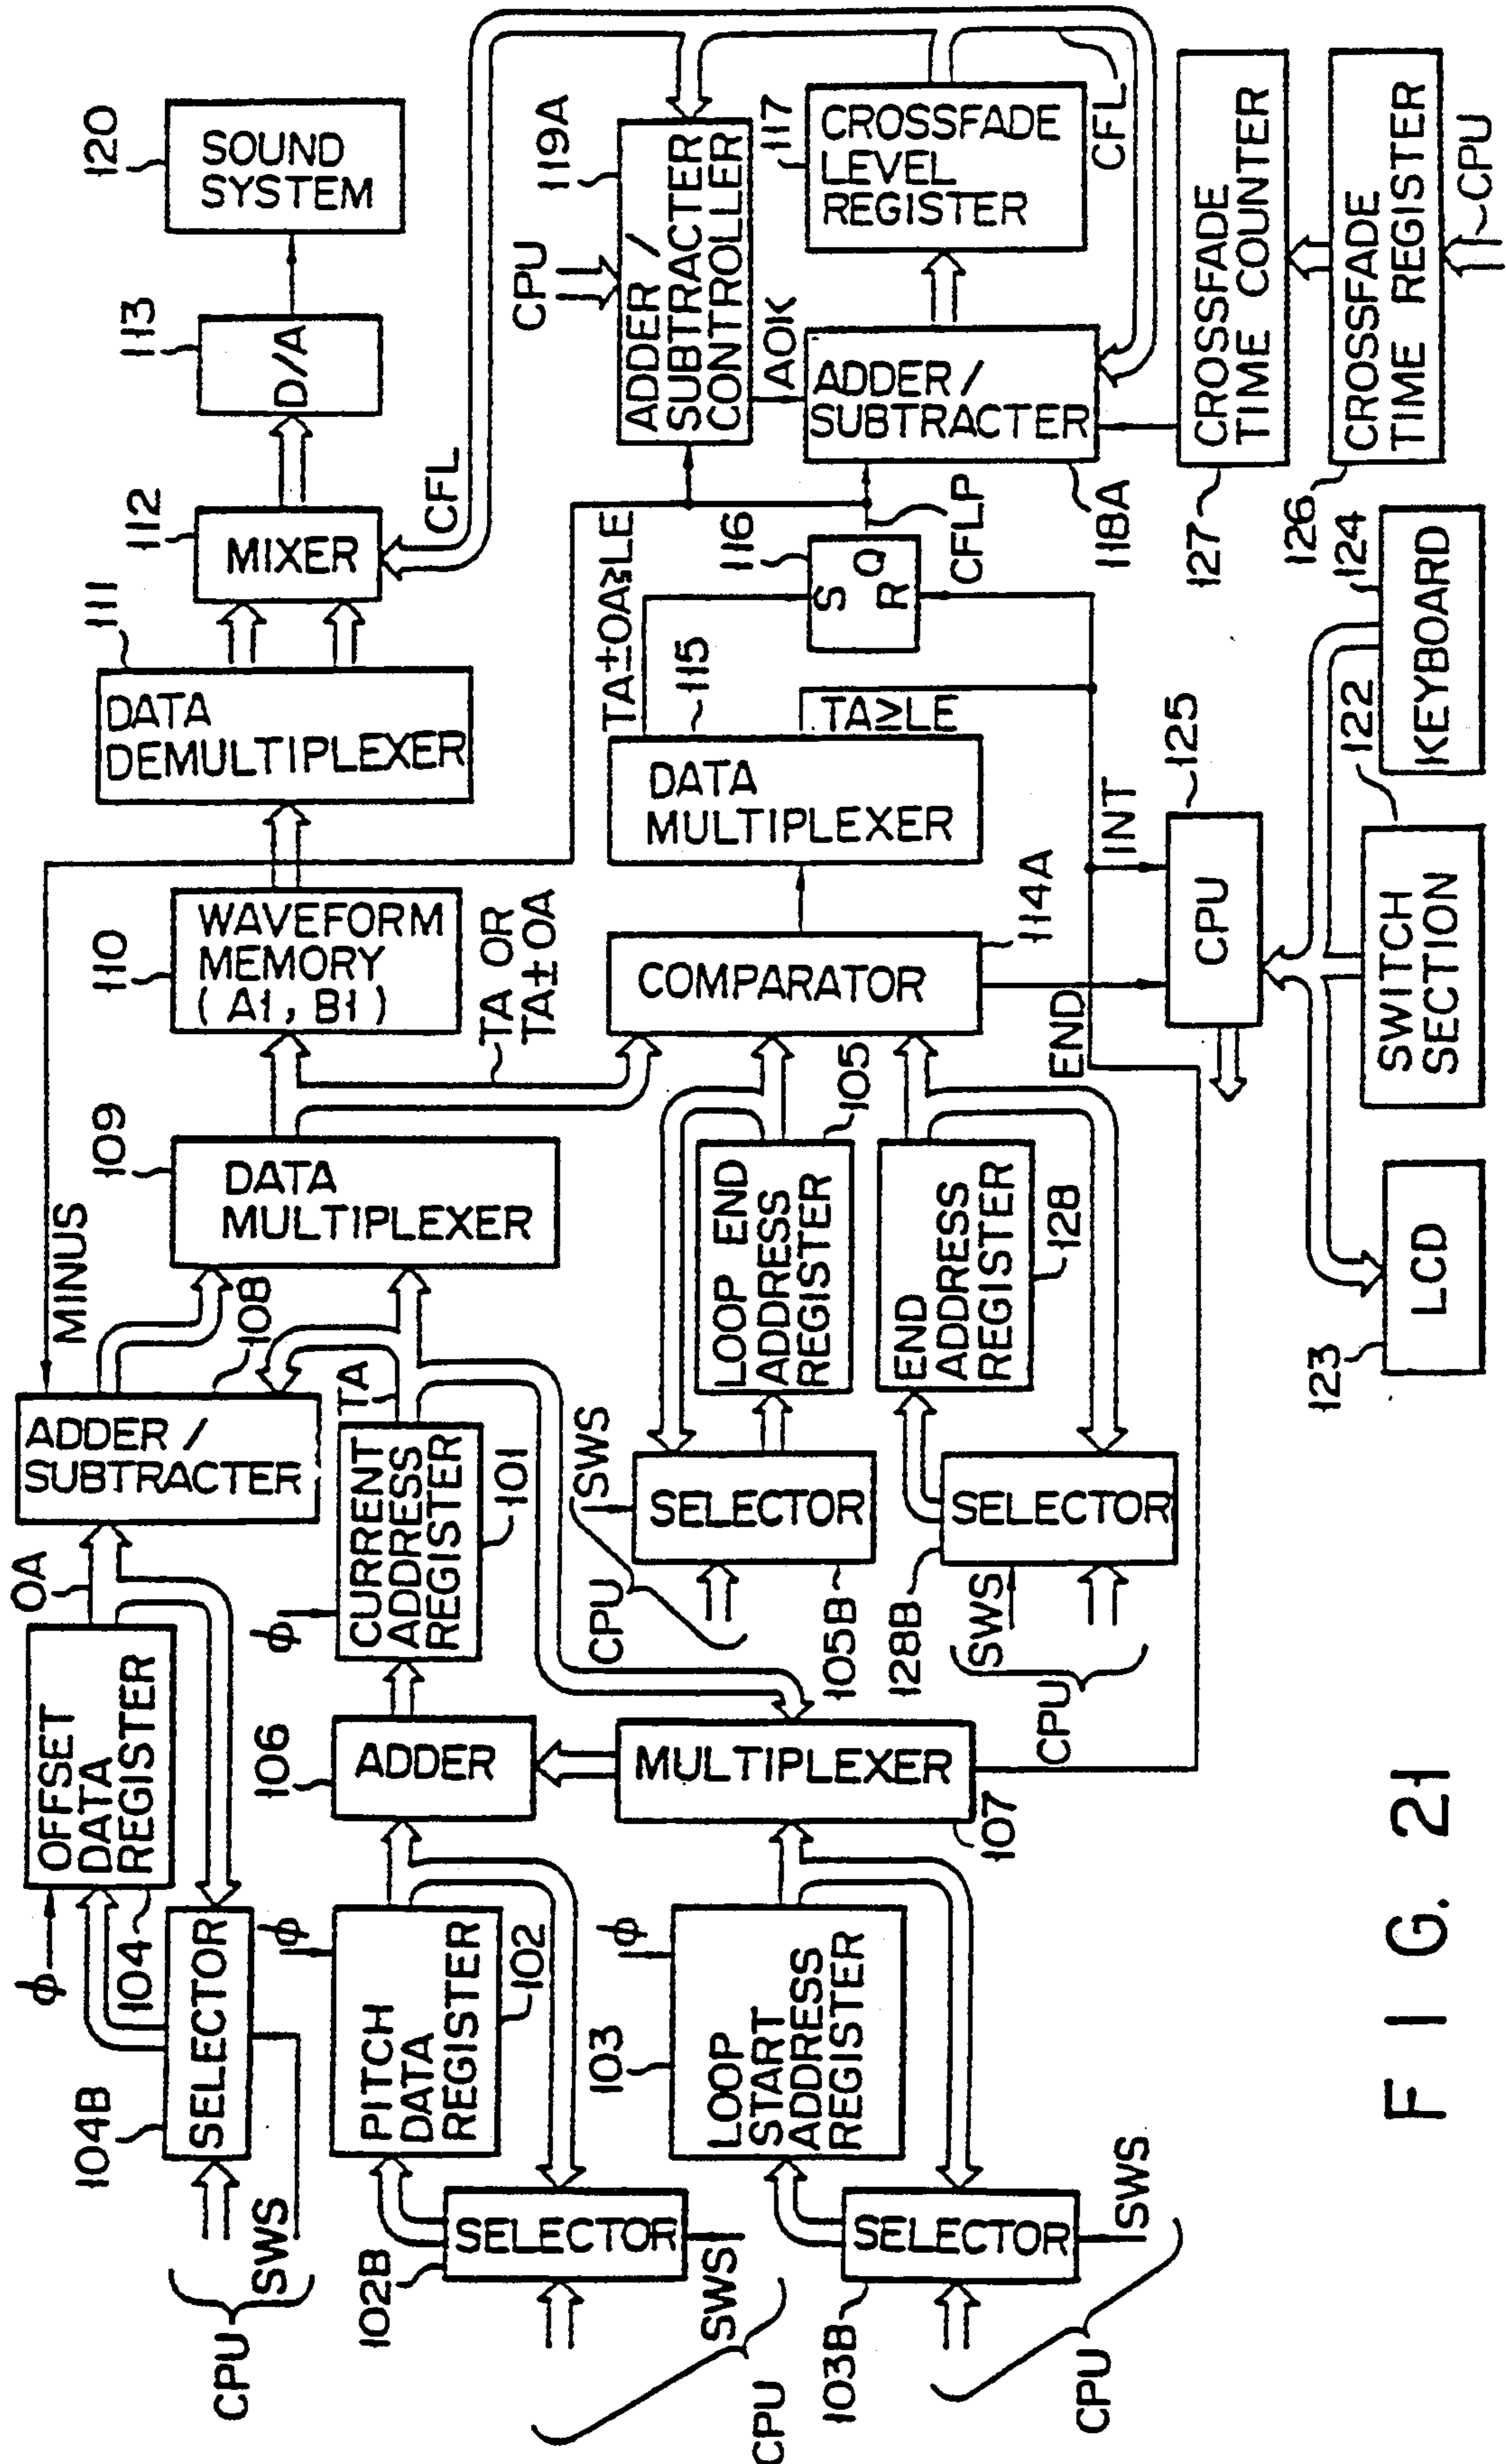 120
SOUND
SYSTEM
113
D/A
112
MIXER
CFL
111
DATA
DEMULTIPLEXER
110
WAVEFORM
MEMORY
(A1, B1)
TA OR
TA±OA
109
DATA
MULTIPLEXER
MINUS
108
ADDER/
SUBTRACTER
OA
OFFSET
DATA
REGISTER
φ
104
SELECTOR
104B
SWS
CPU
TA
CURRENT
ADDRESS
REGISTER
101
φ
106
ADDER
φ
PITCH
DATA
REGISTER
102
102B
SELECTOR
SWS
CPU
119A
ADDER/
SUBTRACTER
CONTROLLER
CPU
AOK
117
CROSSFADE
LEVEL
REGISTER
CFL
ADDER/
SUBTRACTER
118A
116
S
Q
R
CFLP
TA±OA≧LE
115
TA≥LE
DATA
MULTIPLEXER
COMPARATOR
114A
LOOP END
ADDRESS
REGISTER
105
END
ADDRESS
REGISTER
128
SWS
SELECTOR
105B
CPU
SELECTOR
128B
SWS
CPU
MULTIPLEXER
107
φ
103
LOOP
START
ADDRESS
REGISTER
SELECTOR
103B
SWS
CPU
CROSSFADE
TIME COUNTER
127
CROSSFADE
TIME REGISTER
126
CPU
INT
END
125
CPU
124
KEYBOARD
122
SWITCH
SECTION
123
LCD
FIG. 21